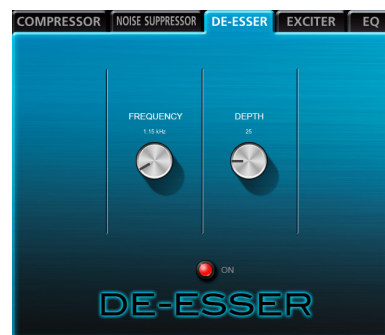 COMPRESSOR NOISE SUPPRESSOR DE-ESSER EXCITER EQ
FREQUENCY DEPTH
1.15 kHz 25
ON
DE-ESSER